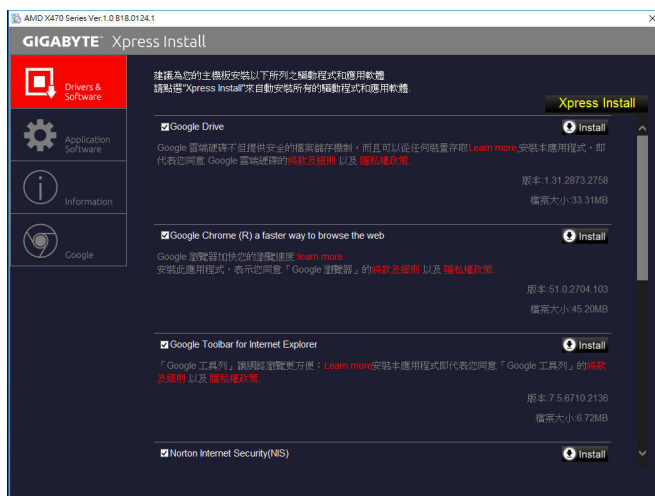 AMD X470 Series Ver.1.0 B18.0124.1
GIGABYTE™ Xpress Install
Drivers &
Software
Application
Software
Information
Google
建議為您的主機板安裝以下所列之驅動程式和應用軟體
請點選"Xpress Install"來自動安裝所有的驅動程式和應用軟體.
Xpress Install
Google Drive
Install
Google 雲端硬碟不但提供安全的檔案儲存機制，而且可以從任何裝置存取Learn more.安裝本應用程式，即
代表您同意 Google 雲端硬碟的條款及細則 以及 隱私權政策.
版本:1.31.2873.2758
檔案大小:33.31MB
Google Chrome (R) a faster way to browse the web
Install
Google 瀏覽器加快您的瀏覽速度:learn more
安裝此應用程式，表示您同意「Google 瀏覽器」的條款及細則 以及 隱私權政策.
版本:51.0.2704.103
檔案大小:45.20MB
Google Toolbar for Internet Explorer
Install
「Google 工具列」讓網路瀏覽更方便：Learn more安裝本應用程式即代表您同意「Google 工具列」的條款
及細則 以及 隱私權政策.
版本:7.5.6710.2136
檔案大小:6.72MB
Norton Internet Security(NIS)
Install